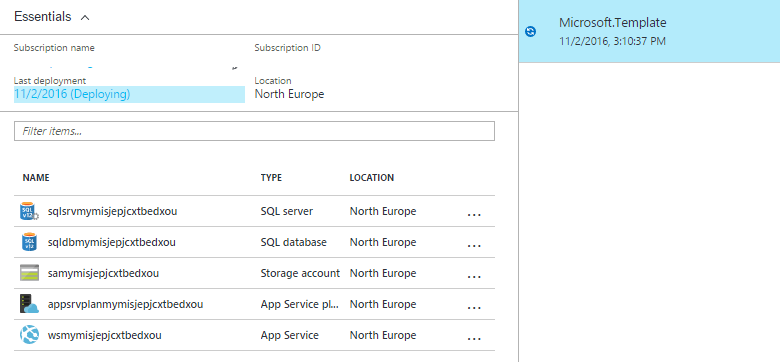 Essentials
Subscription name Subscription ID
Last deployment Location
11/2/2016 (Deploying) North Europe
Filter items...
NAME TYPE LOCATION
sqlsrvmymisjepjcxtbedxou SQL server North Europe ...
sqldbmymisjepjcxtbedxou SQL database North Europe ...
samymisjepjcxtbedxou Storage account North Europe ...
appsrvplanmymisjepjcxtbedxou App Service pl... North Europe ...
wsmymisjepjcxtbedxou App Service North Europe ...
Microsoft.Template
11/2/2016, 3:10:37 PM